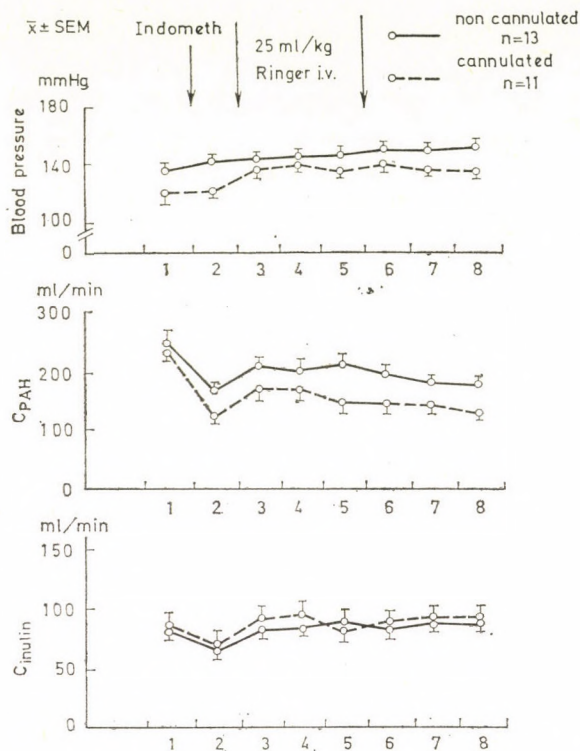 x̄ ± SEM
Indometh
25 ml/kg
Ringer i.v.
non cannulated
n=13
cannulated
n=11
mmHg
180
140
100
0
Blood pressure
1 2 3 4 5 6 7 8
ml/min
300
200
100
0
CPAH
1 2 3 4 5 6 7 8
ml/min
150
100
50
0
Cinulin
1 2 3 4 5 6 7 8